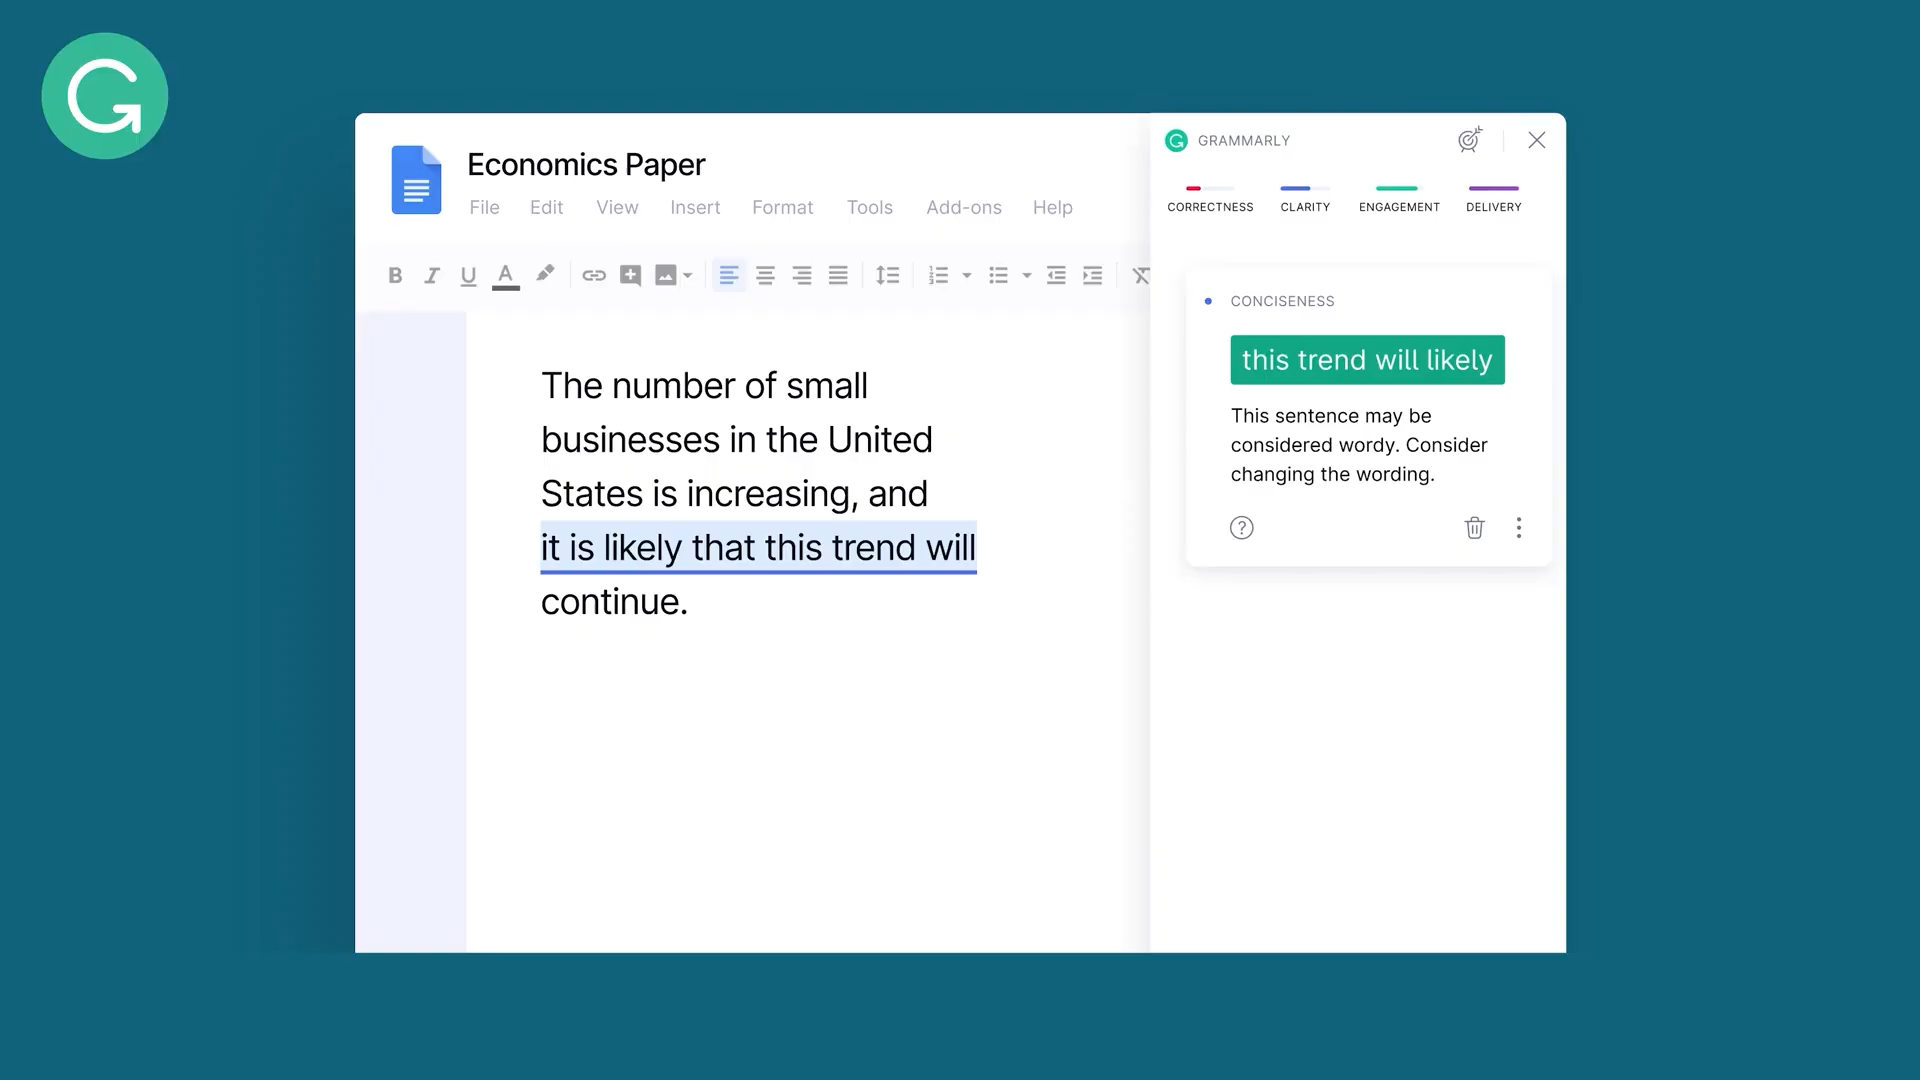 Economics Paper
File Edit View Insert Format Tools Add-ons Help
The number of small
businesses in the United
States is increasing, and
it is likely that this trend will
continue.
GRAMMARLY
CORRECTNESS CLARITY ENGAGEMENT DELIVERY
CONCISENESS
this trend will likely
This sentence may be
considered wordy. Consider
changing the wording.